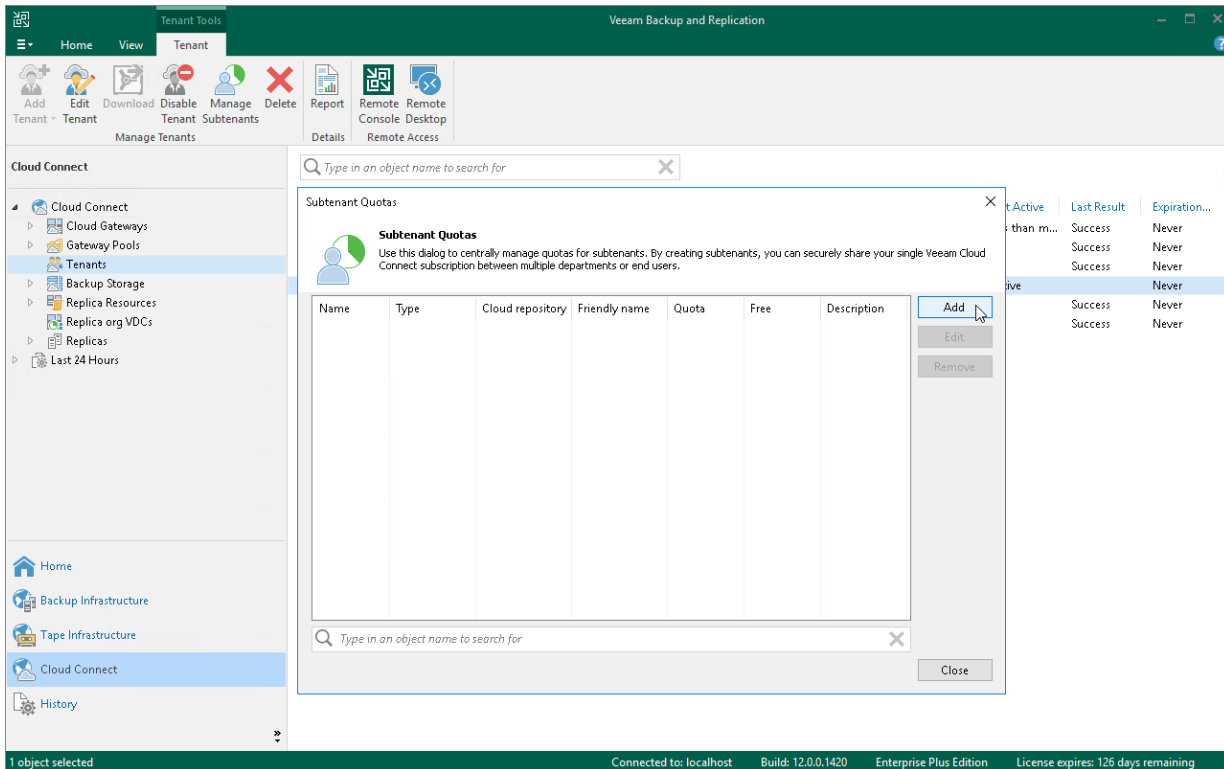 Tenant Tools
Veeam Backup and Replication
Home View Tenant
Add Tenant
Edit Tenant
Download
Disable Tenant
Manage Subtenants
Delete
Report
Remote Console
Remote Desktop
Manage Tenants
Details
Remote Access
Cloud Connect
Type in an object name to search for
Cloud Connect
Cloud Gateways
Gateway Pools
Tenants
Backup Storage
Replica Resources
Replica org VDCs
Replicas
Last 24 Hours
t Active Last Result Expiration...
s than m... Success Never
Success Never
Success Never
tive Never
Success Never
Success Never
Subtenant Quotas
Subtenant Quotas
Use this dialog to centrally manage quotas for subtenants. By creating subtenants, you can securely share your single Veeam Cloud
Connect subscription between multiple departments or end users.
Name Type Cloud repository Friendly name Quota Free Description
Add
Edit
Remove
Type in an object name to search for
Close
Home
Backup Infrastructure
Tape Infrastructure
Cloud Connect
History
1 object selected
Connected to: localhost Build: 12.0.0.1420 Enterprise Plus Edition License expires: 126 days remaining